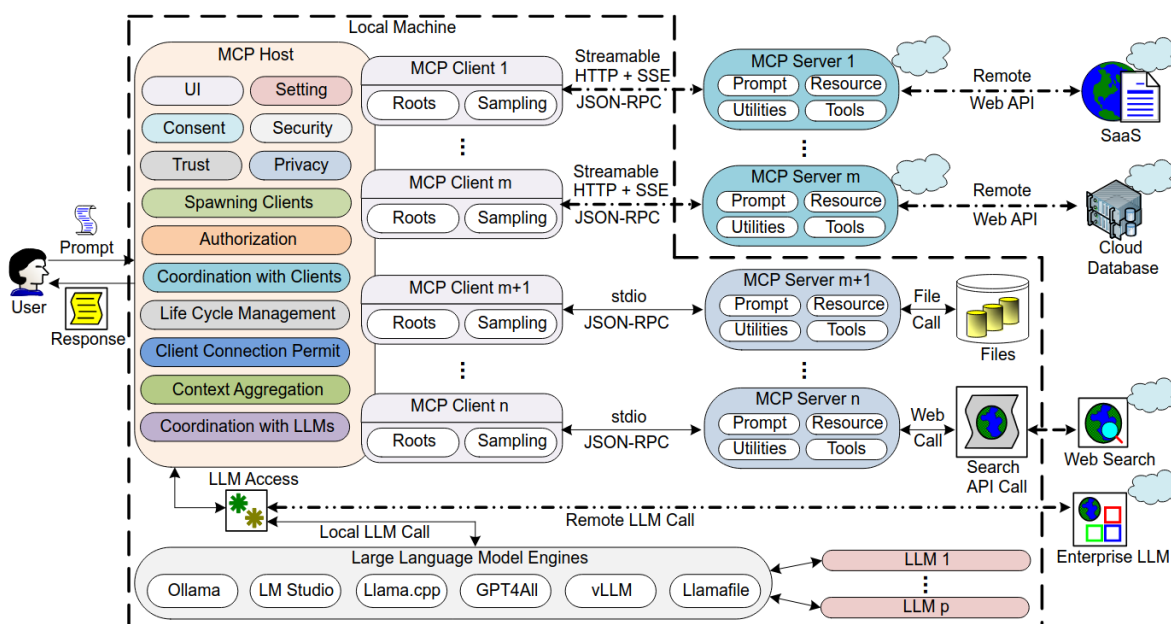 Local Machine
MCP Host
UI
Setting
Consent
Security
Trust
Privacy
Spawning Clients
Authorization
Coordination with Clients
Life Cycle Management
Client Connection Permit
Context Aggregation
Coordination with LLMs
Prompt
User
Response
MCP Client 1
Roots
Sampling
⋮
MCP Client m
Roots
Sampling
MCP Client m+1
Roots
Sampling
⋮
MCP Client n
Roots
Sampling
Streamable
HTTP + SSE
JSON-RPC
Streamable
HTTP + SSE
JSON-RPC
stdio
JSON-RPC
stdio
JSON-RPC
MCP Server 1
Prompt
Resource
Utilities
Tools
⋮
MCP Server m
Prompt
Resource
Utilities
Tools
MCP Server m+1
Prompt
Resource
Utilities
Tools
⋮
MCP Server n
Prompt
Resource
Utilities
Tools
Remote
Web API
SaaS
Remote
Web API
Cloud
Database
File
Call
Files
Web
Call
Search
API Call
Web Search
LLM Access
Remote LLM Call
Enterprise LLM
Local LLM Call
Large Language Model Engines
Ollama
LM Studio
Llama.cpp
GPT4All
vLLM
Llamafile
LLM 1
⋮
LLM p